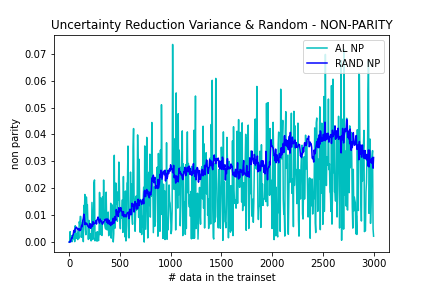 Uncertainty Reduction Variance & Random - NON-PARITY
AL NP
RAND NP
non parity
0.07
0.06
0.05
0.04
0.03
0.02
0.01
0.00
0 500 1000 1500 2000 2500 3000
# data in the trainset